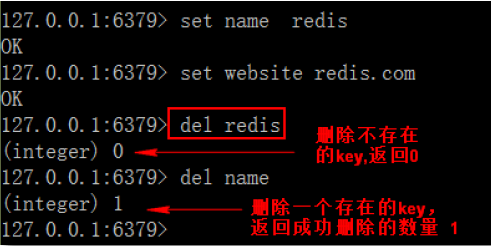 127.0.0.1:6379> set name  redis
OK
127.0.0.1:6379> set website redis.com
OK
127.0.0.1:6379> del redis
(integer) 0
删除不存在
的key,返回0
127.0.0.1:6379> del name
(integer) 1
删除一个存在的key，
返回成功删除的数量 1
127.0.0.1:6379>